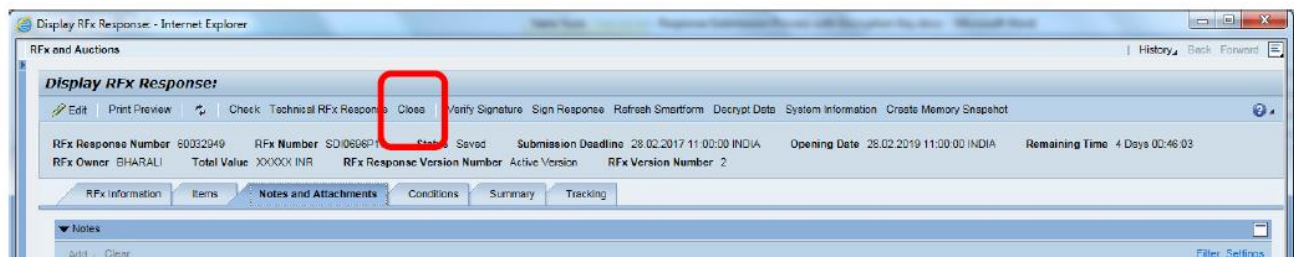 Display RFx Response: - Internet Explorer
RFx and Auctions | History Back Forward
Display RFx Response:
Edit | Print Preview Check Technical RFx Response Close | Verify Signature Sign Response Refresh Smartform Decrypt Data System Information Create Memory Snapshot
RFx Response Number 60032949 RFx Number Status Saved Submission Deadline 28.02.2017 11:00:00 INDIA Opening Date 28.02.2019 11:00:00 INDIA Remaining Time 4 Days 00:46:03
RFx Owner BHARALI Total Value XXXXX INR RFx Response Version Number Active Version RFx Version Number 2
RFx Information Items Notes and Attachments Conditions Summary Tracking
Notes
Add Clear Filter Settings